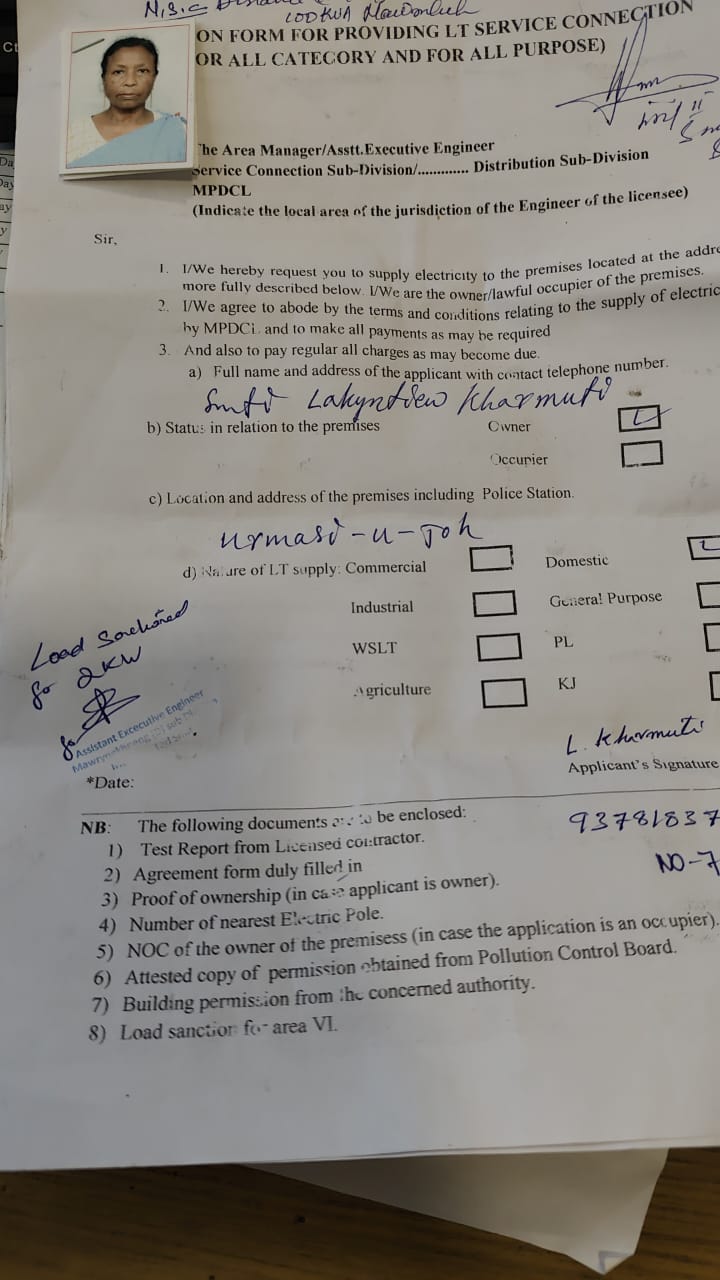 N.S.C
LODKWA Mawdonkut
ON FORM FOR PROVIDING LT SERVICE CONNECTION
OR ALL CATEGORY AND FOR ALL PURPOSE)
The Area Manager/Asstt.Executive Engineer
Service Connection Sub-Division/............. Distribution Sub-Division
MPDCL
(Indicate the local area of the jurisdiction of the Engineer of the licensee)
Sir,
1. I/We hereby request you to supply electricity to the premises located at the addre
more fully described below. I/We are the owner/lawful occupier of the premises.
2. I/We agree to abode by the terms and conditions relating to the supply of electric
by MPDCL and to make all payments as may be required
3. And also to pay regular all charges as may become due.
a) Full name and address of the applicant with contact telephone number.
Smti Lakyntiew Kharmuti
b) Status in relation to the premises Owner
Occupier
c) Location and address of the premises including Police Station.
urmasi-u-Joh
d) Nature of LT supply: Commercial Domestic
Industrial General Purpose
WSLT PL
Agriculture KJ
Load Sanctioned
for 2KW
Assistant Excecutive Engineer
L. Kharmuti
Applicant's Signature
*Date:
NB: The following documents are to be enclosed:
93781837
1) Test Report from Licensed contractor.
NO-7
2) Agreement form duly filled in
3) Proof of ownership (in case applicant is owner).
4) Number of nearest Electric Pole.
5) NOC of the owner of the premisess (in case the application is an occupier).
6) Attested copy of permission obtained from Pollution Control Board.
7) Building permission from the concerned authority.
8) Load sanction for area VI.